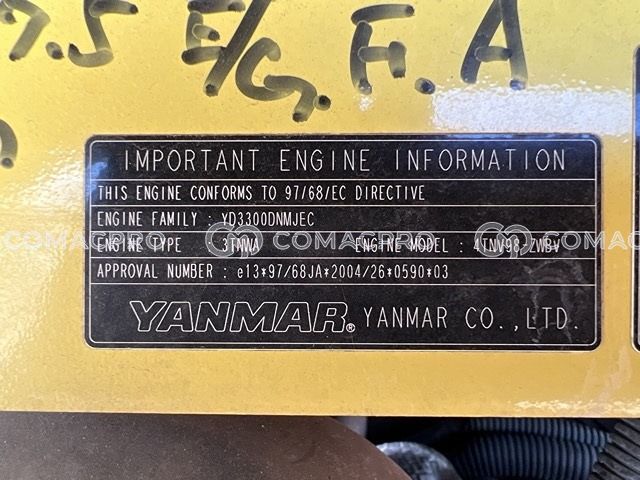 7.5 E/G. F. A
IMPORTANT ENGINE INFORMATION
THIS ENGINE CONFORMS TO 97/68/EC DIRECTIVE
ENGINE FAMILY : YD3300DNMJEC
ENGINE TYPE : 3TNWA ENGINE MODEL : 4TNV98-ZWBV
COMACPRO COMACPRO COMACPRO
APPROVAL NUMBER : e13*97/68JA*2004/26*0590*03
YANMAR® YANMAR CO.,LTD.